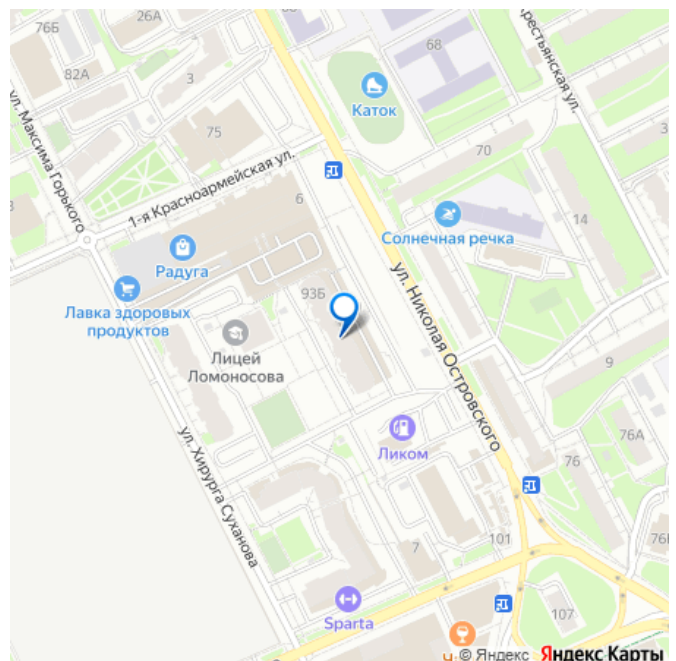 76Б
26А
68
68
Крестьянская ул.
82А
3
Каток
ул. Максима Горького
75
70
3
1-я Красноармейская ул.
6
14
Солнечная речка
Радуга
ул. Николая Островского
93Б
Лавка здоровых
продуктов
Лицей
Ломоносова
9
76А
Ликом
76
ул. Хирурга Суханова
101
7
Sparta
107
© Яндекс Яндекс Карты